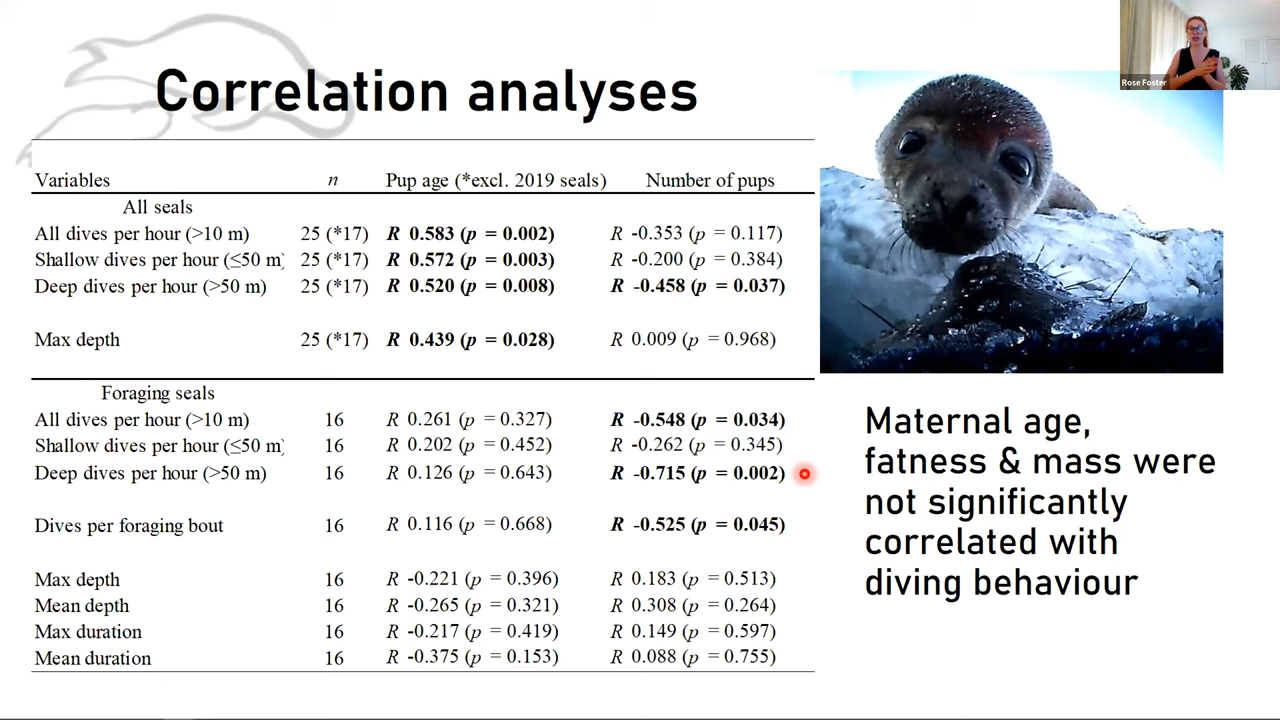 Correlation analyses
Rose Foster
Variables n Pup age (*excl. 2019 seals) Number of pups
All seals
All dives per hour (>10 m) 25 (*17) R 0.583 (p = 0.002) R -0.353 (p = 0.117)
Shallow dives per hour (≤50 m) 25 (*17) R 0.572 (p = 0.003) R -0.200 (p = 0.384)
Deep dives per hour (>50 m) 25 (*17) R 0.520 (p = 0.008) R -0.458 (p = 0.037)
Max depth 25 (*17) R 0.439 (p = 0.028) R 0.009 (p = 0.968)
Foraging seals
All dives per hour (>10 m) 16 R 0.261 (p = 0.327) R -0.548 (p = 0.034)
Shallow dives per hour (≤50 m) 16 R 0.202 (p = 0.452) R -0.262 (p = 0.345)
Deep dives per hour (>50 m) 16 R 0.126 (p = 0.643) R -0.715 (p = 0.002)
Dives per foraging bout 16 R 0.116 (p = 0.668) R -0.525 (p = 0.045)
Max depth 16 R -0.221 (p = 0.396) R 0.183 (p = 0.513)
Mean depth 16 R -0.265 (p = 0.321) R 0.308 (p = 0.264)
Max duration 16 R -0.217 (p = 0.419) R 0.149 (p = 0.597)
Mean duration 16 R -0.375 (p = 0.153) R 0.088 (p = 0.755)
Maternal age,
fatness & mass were
not significantly
correlated with
diving behaviour